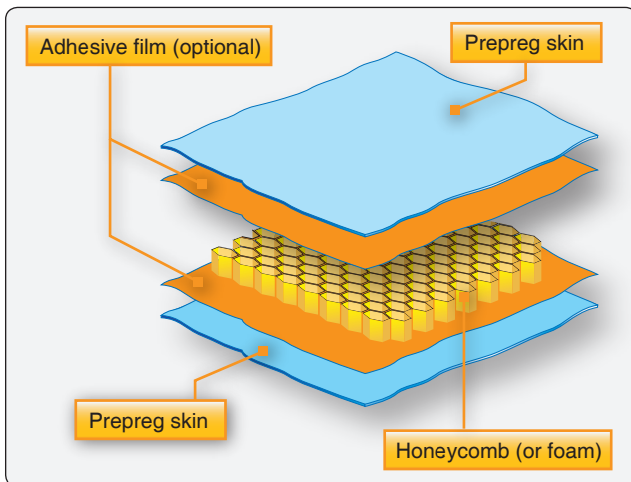 Adhesive film (optional)
Prepreg skin
Prepreg skin
Honeycomb (or foam)